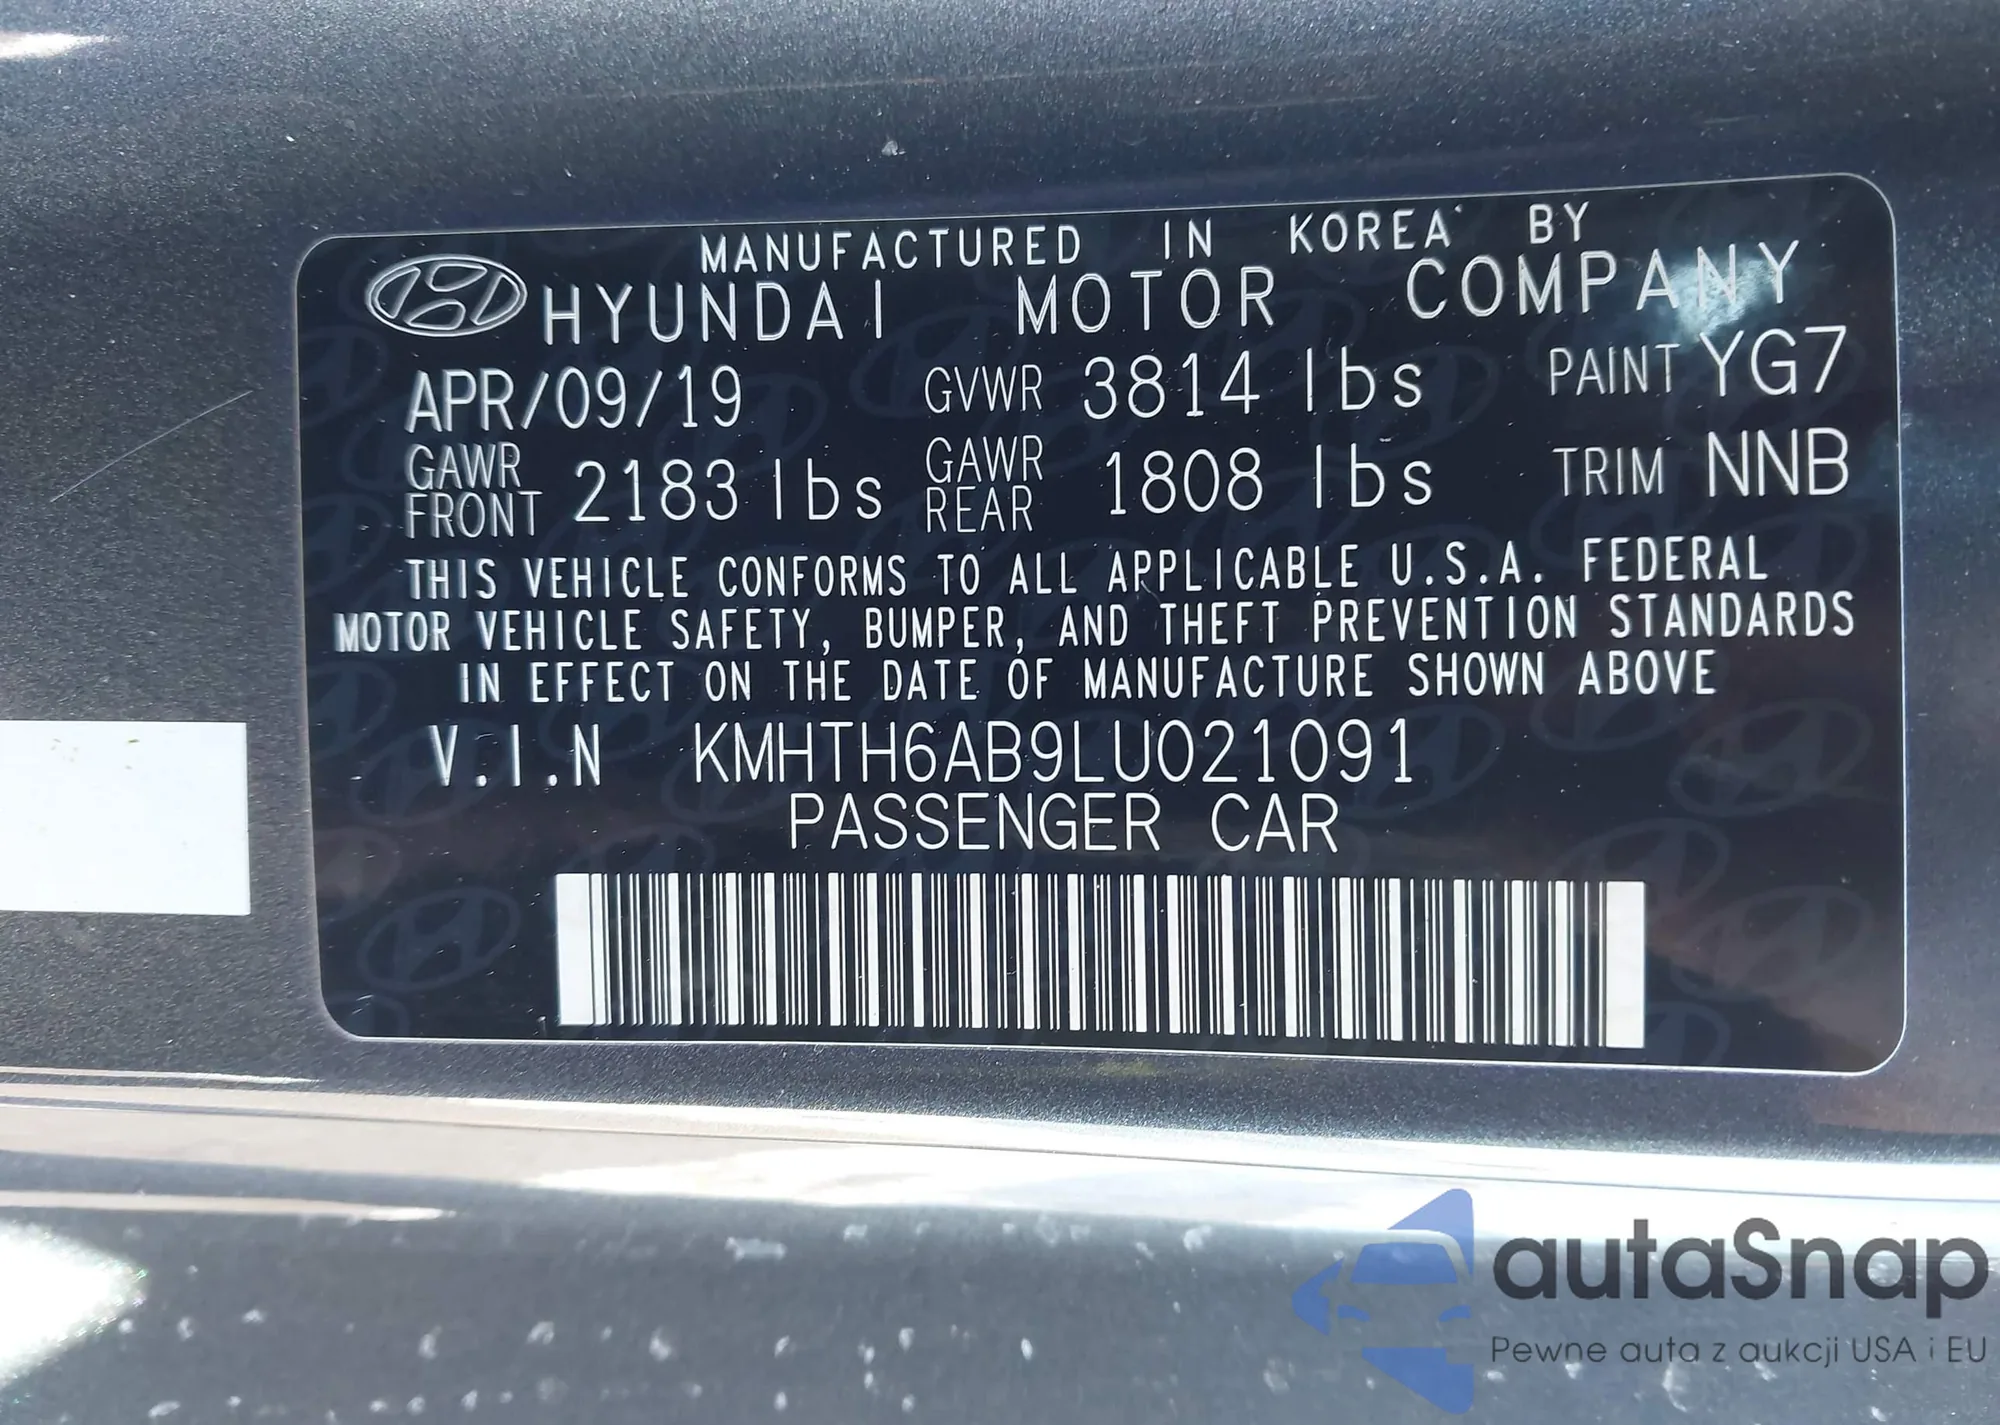 MANUFACTURED IN KOREA BY
HYUNDAI MOTOR COMPANY
APR/09/19 GVWR 3814 lbs PAINT YG7
GAWR FRONT 2183 lbs GAWR REAR 1808 lbs TRIM NNB
THIS VEHICLE CONFORMS TO ALL APPLICABLE U.S.A. FEDERAL
MOTOR VEHICLE SAFETY, BUMPER, AND THEFT PREVENTION STANDARDS
IN EFFECT ON THE DATE OF MANUFACTURE SHOWN ABOVE
V.I.N KMHTH6AB9LU021091
PASSENGER CAR
autaSnap
Pewne auta z aukcji USA i EU